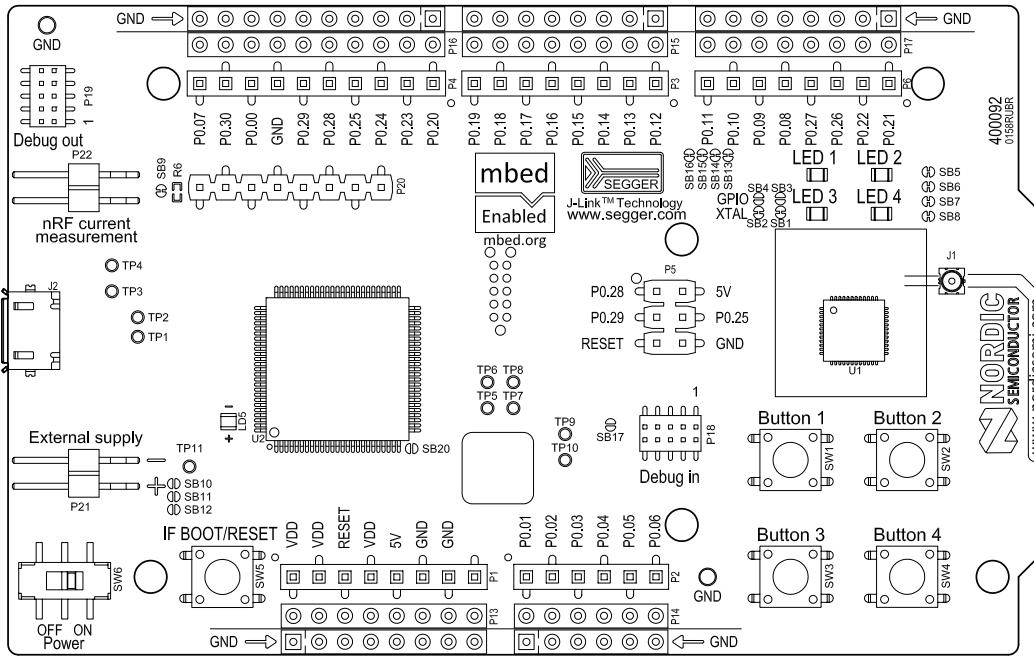 GND
GND
GND
P16
P15
P17
P4
P3
P6
P19
1
Debug out
P0.07
P0.30
P0.00
GND
P0.29
P0.28
P0.25
P0.24
P0.23
P0.20
P0.19
P0.18
P0.17
P0.16
P0.15
P0.14
P0.13
P0.12
P0.11
P0.10
P0.09
P0.08
P0.27
P0.26
P0.22
P0.21
400092
0158RUBR
P22
SB9
R6
P20
nRF current
measurement
mbed
Enabled
mbed.org
SEGGER
J-Link™ Technology
www.segger.com
SB16
SB15
SB14
SB13
LED 1
LED 2
SB4
SB3
GPIO
XTAL
SB2
SB1
LED 3
LED 4
SB5
SB6
SB7
SB8
TP4
TP3
TP2
TP1
J2
P5
P0.28
5V
P0.29
P0.25
RESET
GND
J1
U1
NORDIC
SEMICONDUCTOR
TP6
TP8
TP5
TP7
-
LD5
+
U2
SB20
TP9
TP10
SB17
1
P18
Debug in
Button 1
Button 2
SW1
SW2
External supply
TP11
−
+
P21
SB10
SB11
SB12
IF BOOT/RESET
SW5
VDD
VDD
RESET
VDD
5V
GND
GND
P0.01
P0.02
P0.03
P0.04
P0.05
P0.06
Button 3
Button 4
SW3
SW4
SW6
OFF
ON
Power
P1
P2
GND
P13
P14
GND
GND